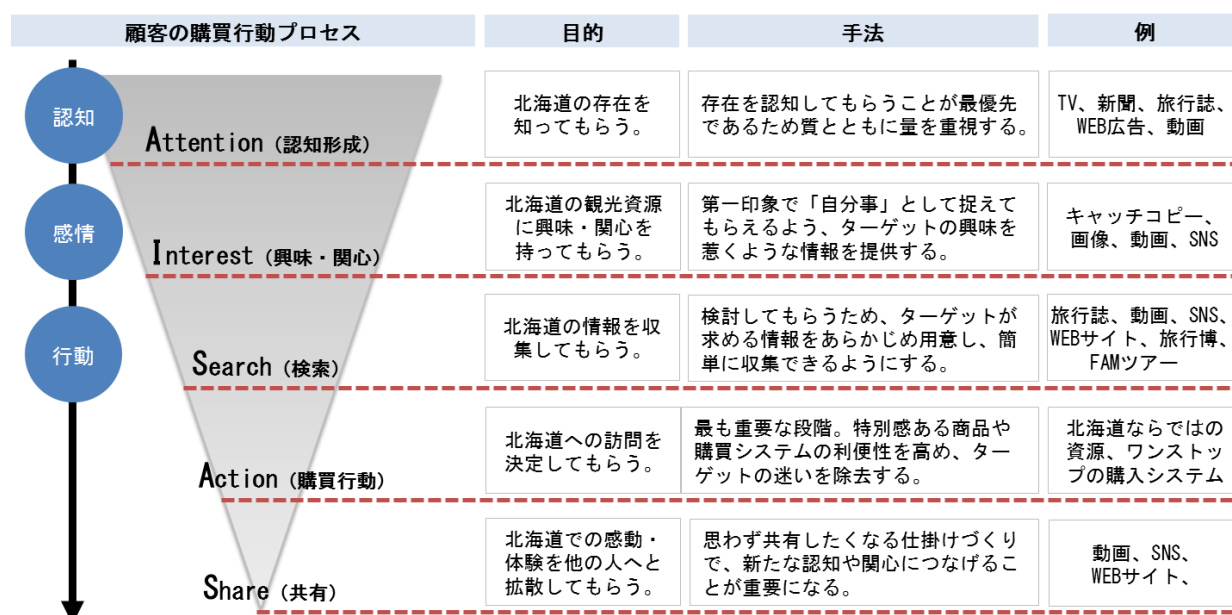 顧客の購買行動プロセス
目的
手法
例
認知
Attention（認知形成）
北海道の存在を
知ってもらう。
存在を認知してもらうことが最優先
であるため質とともに量を重視する。
TV、新聞、旅行誌、
WEB広告、動画
感情
Interest（興味・関心）
北海道の観光資源
に興味・関心を
持ってもらう。
第一印象で「自分事」として捉えて
もらえるよう、ターゲットの興味を
惹くような情報を提供する。
キャッチコピー、
画像、動画、SNS
行動
Search（検索）
北海道の情報を収
集してもらう。
検討してもらうため、ターゲットが
求める情報をあらかじめ用意し、簡
単に収集できるようにする。
旅行誌、動画、SNS、
WEBサイト、旅行博、
FAMツアー
Action（購買行動）
北海道への訪問を
決定してもらう。
最も重要な段階。特別感ある商品や
購買システムの利便性を高め、ター
ゲットの迷いを除去する。
北海道ならではの
資源、ワンストッ
プの購入システム
Share（共有）
北海道での感動・
体験を他の人へと
拡散してもらう。
思わず共有したくなる仕掛けづくり
で、新たな認知や関心につなげるこ
とが重要になる。
動画、SNS、
WEBサイト、